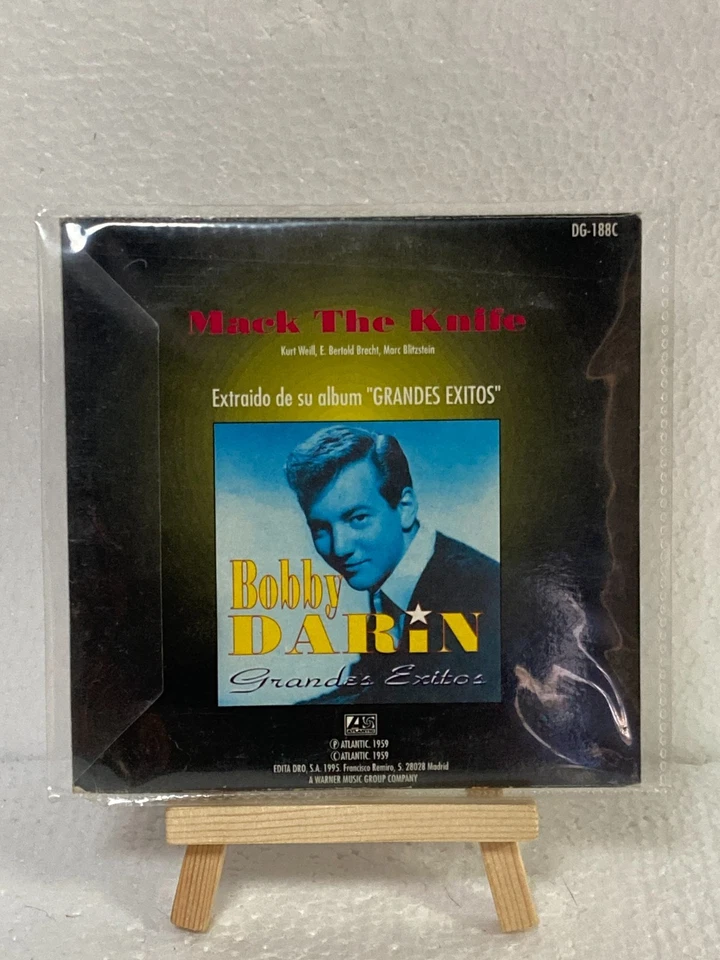 DG-188C
Mack The Knife
Kurt Weill, E. Bertold Brecht, Marc Blitzstein
Extraido de su album "GRANDES EXITOS"
Bobby
DARiN
Grandes Exitos
ATLANTIC
Ⓟ ATLANTIC. 1959
© ATLANTIC. 1959
EDITA DRO, S.A. 1995. Francisco Remiro, 5. 28028 Madrid
A WARNER MUSIC GROUP COMPANY